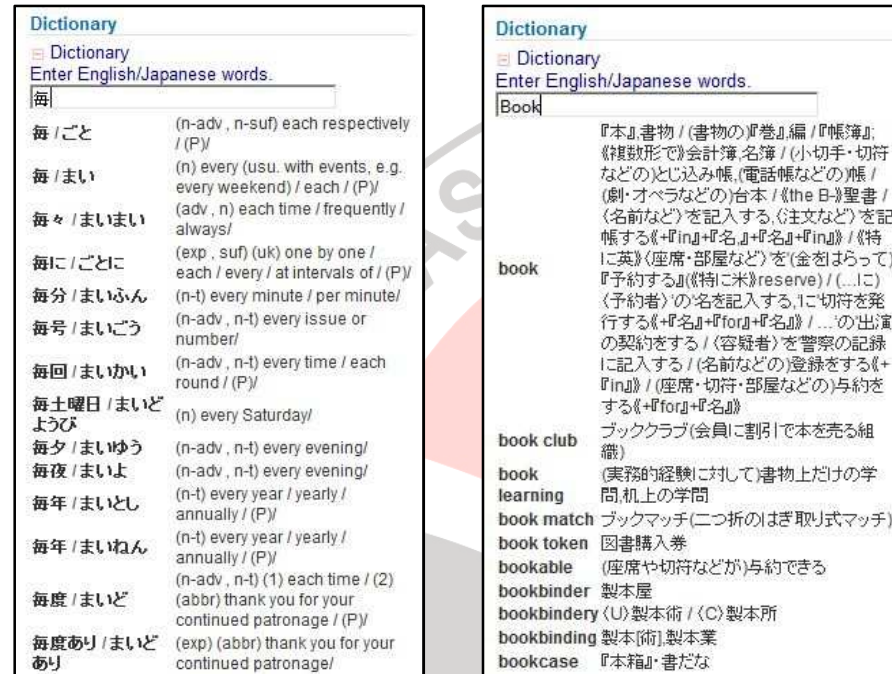 Dictionary
Dictionary
Enter English/Japanese words.
毎
毎 / ごと
(n-adv , n-suf) each respectively
/ (P)/
毎 / まい
(n) every (usu. with events, e.g.
every weekend) / each / (P)/
毎々 / まいまい
(adv , n) each time / frequently /
always/
毎に / ごとに
(exp , suf) (uk) one by one /
each / every / at intervals of / (P)/
毎分 / まいふん
(n-t) every minute / per minute/
毎号 / まいごう
(n-adv , n-t) every issue or
number/
毎回 / まいかい
(n-adv , n-t) every time / each
round / (P)/
毎土曜日 / まいど
ようび
(n) every Saturday/
毎夕 / まいゆう
(n-adv , n-t) every evening/
毎夜 / まいよ
(n-adv , n-t) every evening/
毎年 / まいとし
(n-t) every year / yearly /
annually / (P)/
毎年 / まいねん
(n-t) every year / yearly /
annually / (P)/
毎度 / まいど
(n-adv , n-t) (1) each time / (2)
(abbr) thank you for your
continued patronage / (P)/
毎度あり / まいど
あり
(exp) (abbr) thank you for your
continued patronage/
Dictionary
Dictionary
Enter English/Japanese words.
Book
book
『本』,書物 / (書物の)『巻』,編 / 『帳簿』;
《複数形で》会計簿,名簿 / (小切手・切符
などの)とじ込み帳,(電話帳などの)帳 /
(劇・オペラなどの)台本 / 《the B-》聖書 /
〈名前など〉'を'記入する,〈注文など〉'を'記
帳する《+『in』+『名,』+『名』+『in』》 / 《特
に英》〈座席・部屋など〉'を'(金をはらって)
『予約する』(《特に米》reserve) / (…に)
〈予約者〉'の'名を記入する,'に'切符を発
行する《+『名』+『for』+『名』》 / …'の'出演
の契約をする / 〈容疑者〉'を'警察の記録
に記入する / (名前などの)登録をする《+
『in』》 / (座席・切符・部屋などの)予約を
する《+『for』+『名』》
book club
ブッククラブ(会員に割引で本を売る組
織)
book
learning
(実務的経験に対して)書物上だけの学
問,机上の学問
book match ブックマッチ(二つ折のはぎ取り式マッチ)
book token 図書購入券
bookable (座席や切符などが)予約できる
bookbinder 製本屋
bookbindery 〈U〉製本術 / 〈C〉製本所
bookbinding 製本[術],製本業
bookcase 『本箱』・書だな